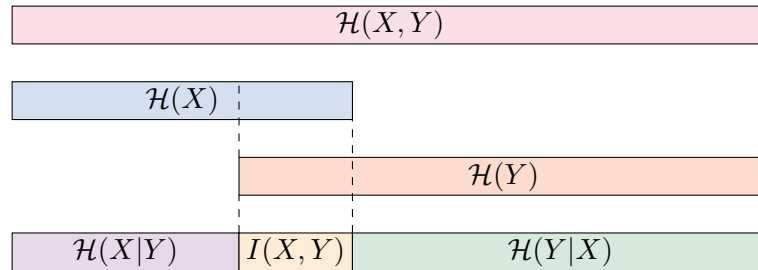 ℋ(X, Y)
ℋ(X)
ℋ(Y)
ℋ(X|Y) I(X, Y) ℋ(Y|X)